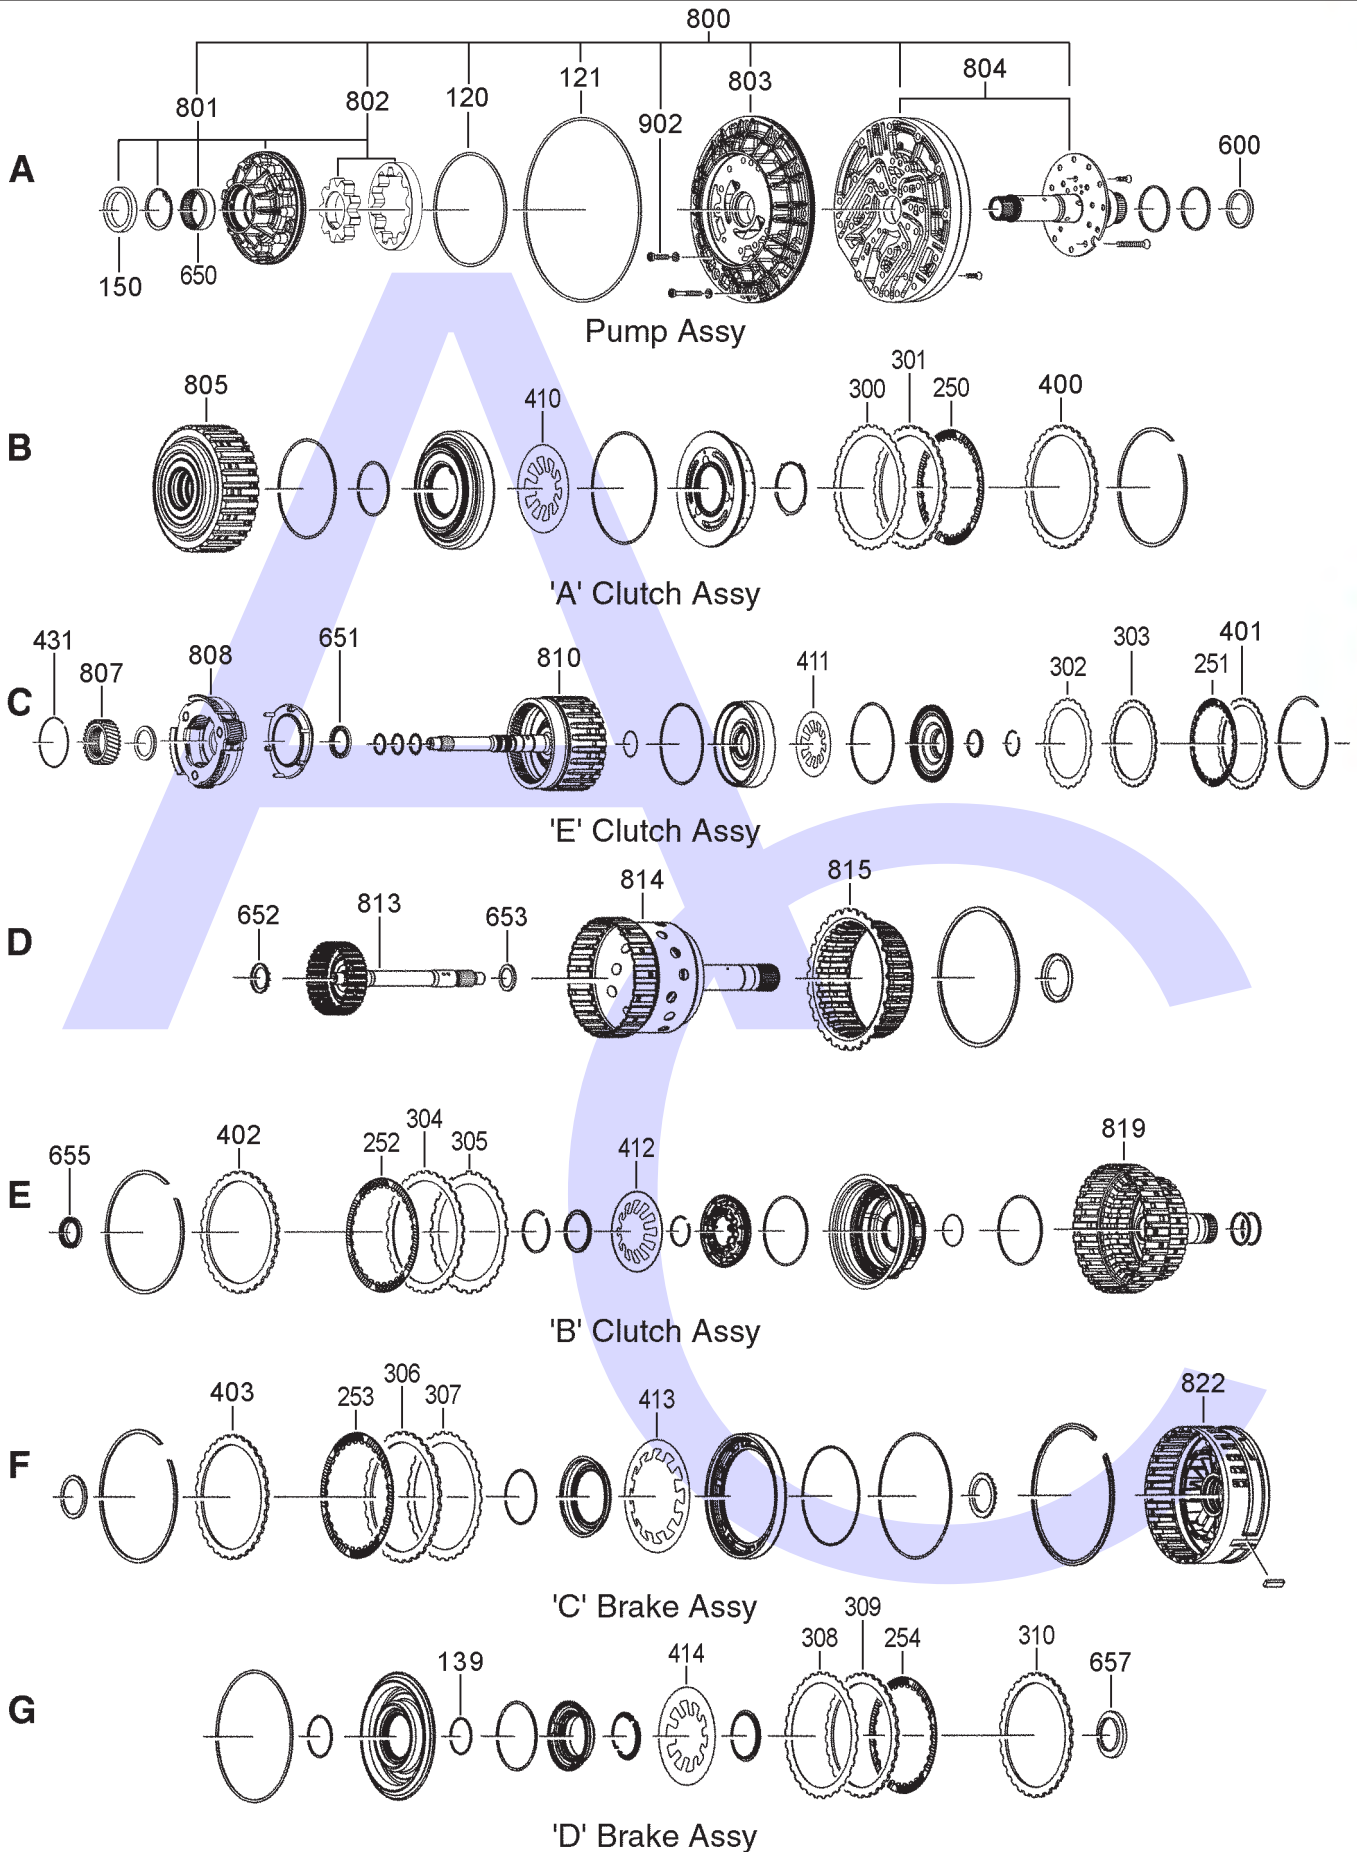 800
801 802 120 121 902 803 804 600
A
150 650
Pump Assy
805 410 300 301 250 400
B
'A' Clutch Assy
431 807 808 651 810 411 302 303 251 401
C
'E' Clutch Assy
652 813 653 814 815
D
655 402 252 304 305 412 819
E
'B' Clutch Assy
403 253 306 307 413 822
F
'C' Brake Assy
139 414 308 309 254 310 657
G
'D' Brake Assy
AC